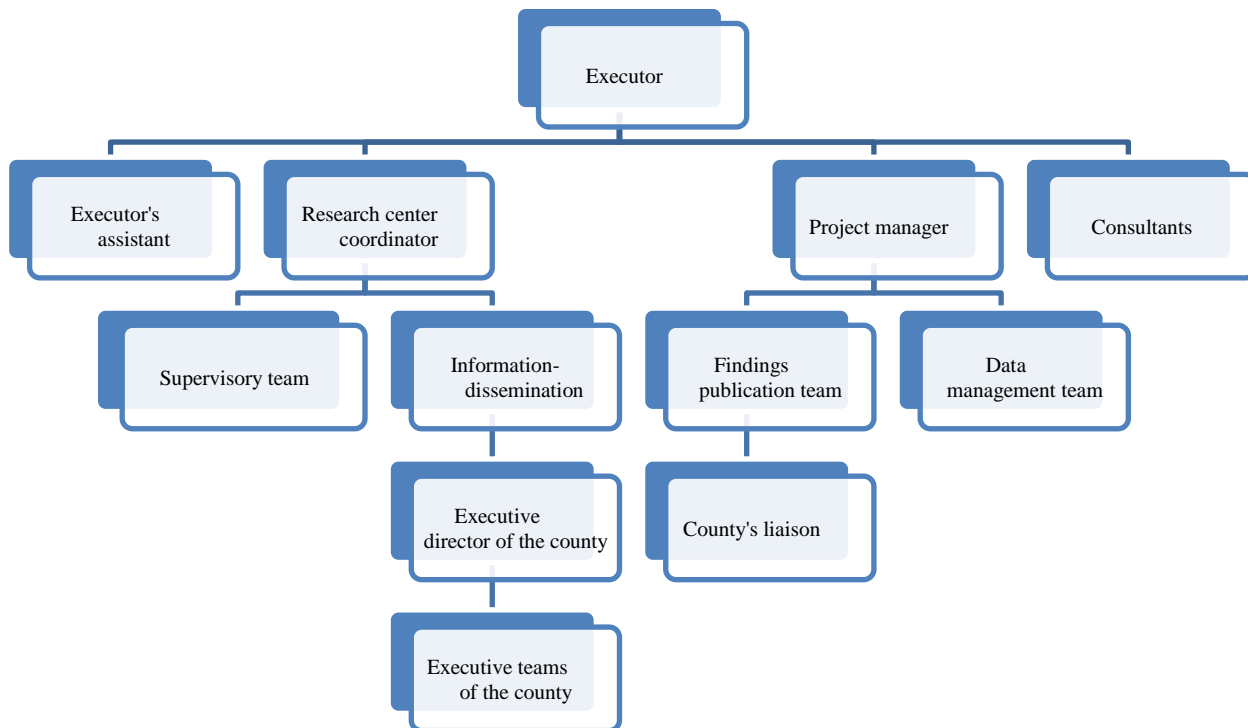 Executor
Executor's
assistant
Research center
coordinator
Project manager
Consultants
Supervisory team
Information-
dissemination
Findings
publication team
Data
management team
Executive
director of the county
County's liaison
Executive teams
of the county